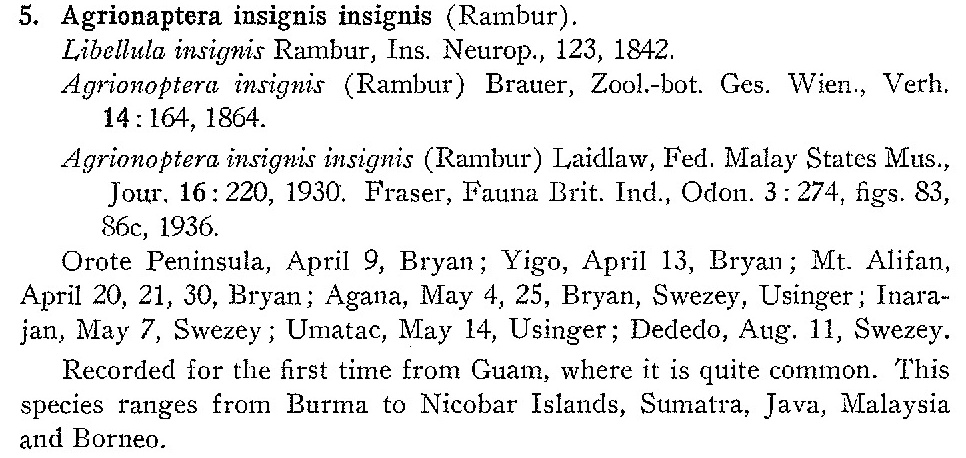 5. Agrionaptera insignis insignis (Rambur).
Libellula insignis Rambur, Ins. Neurop., 123, 1842.
Agrionoptera insignis (Rambur) Brauer, Zool.-bot. Ges. Wien., Verh.
14: 164, 1864.
Agrionoptera insignis insignis (Rambur) Laidlaw, Fed. Malay States Mus.,
Jour. 16: 220, 1930. Fraser, Fauna Brit. Ind., Odon. 3: 274, figs. 83,
86c, 1936.
Orote Peninsula, April 9, Bryan; Yigo, April 13, Bryan; Mt. Alifan,
April 20, 21, 30, Bryan; Agana, May 4, 25, Bryan, Swezey, Usinger; Inara-
jan, May 7, Swezey; Umatac, May 14, Usinger; Dededo, Aug. 11, Swezey.
Recorded for the first time from Guam, where it is quite common. This
species ranges from Burma to Nicobar Islands, Sumatra, Java, Malaysia
and Borneo.